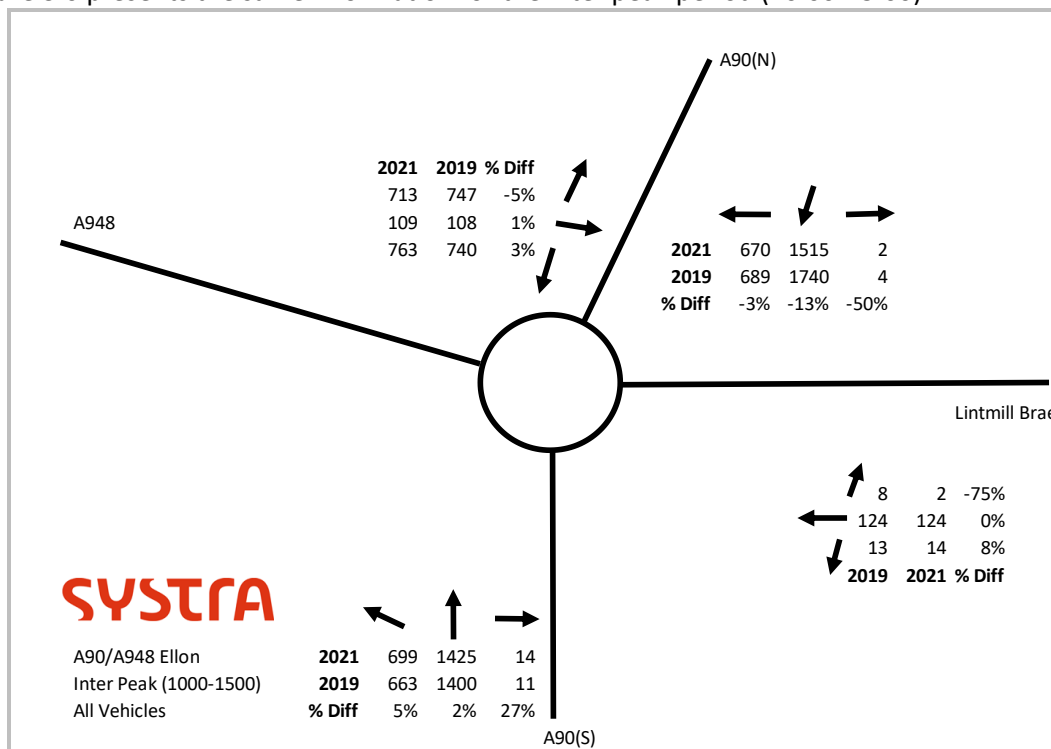 A90(N)
2021 2019 % Diff
713 747 -5%
109 108 1%
763 740 3%
A948
2021 670 1515 2
2019 689 1740 4
% Diff -3% -13% -50%
Lintmill Brae
8 2 -75%
124 124 0%
13 14 8%
2019 2021 % Diff
SYSTRA
A90/A948 Ellon 2021 699 1425 14
Inter Peak (1000-1500) 2019 663 1400 11
All Vehicles % Diff 5% 2% 27%
A90(S)